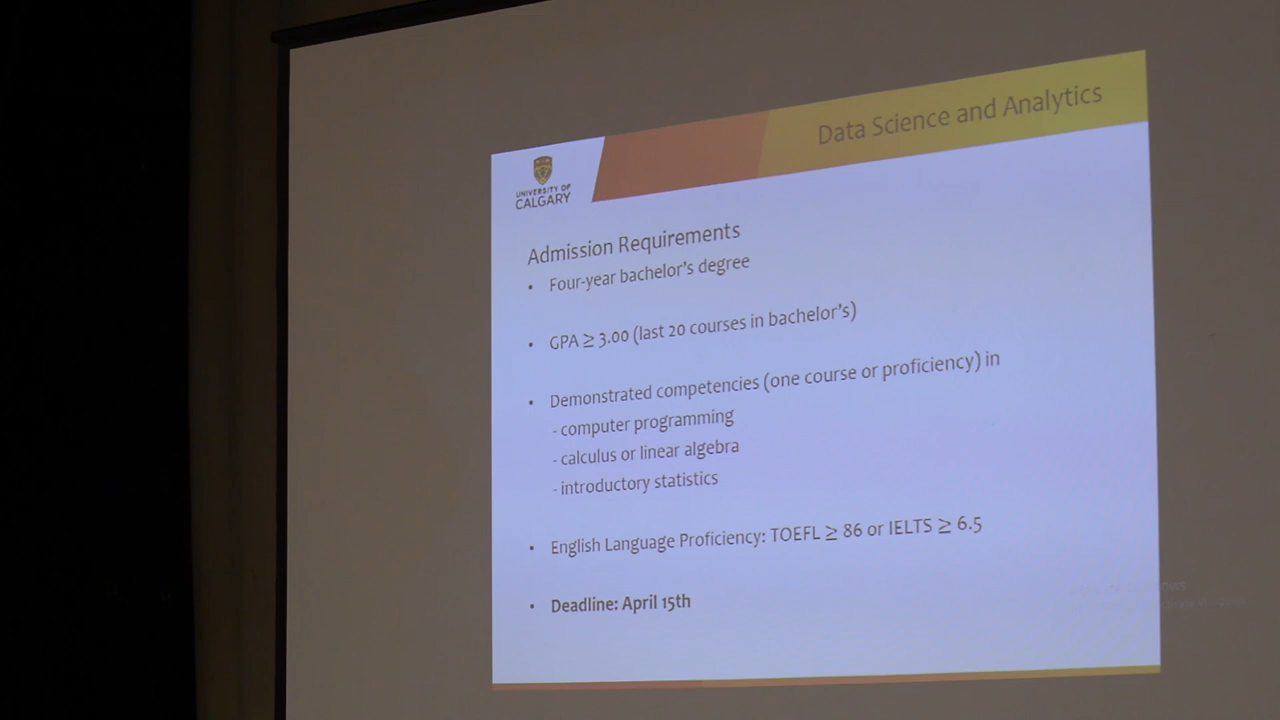 Data Science and Analytics
UNIVERSITY OF
CALGARY
Admission Requirements
• Four-year bachelor's degree
• GPA ≥ 3.00 (last 20 courses in bachelor's)
• Demonstrated competencies (one course or proficiency) in
- computer programming
- calculus or linear algebra
- introductory statistics
• English Language Proficiency: TOEFL ≥ 86 or IELTS ≥ 6.5
• Deadline: April 15th